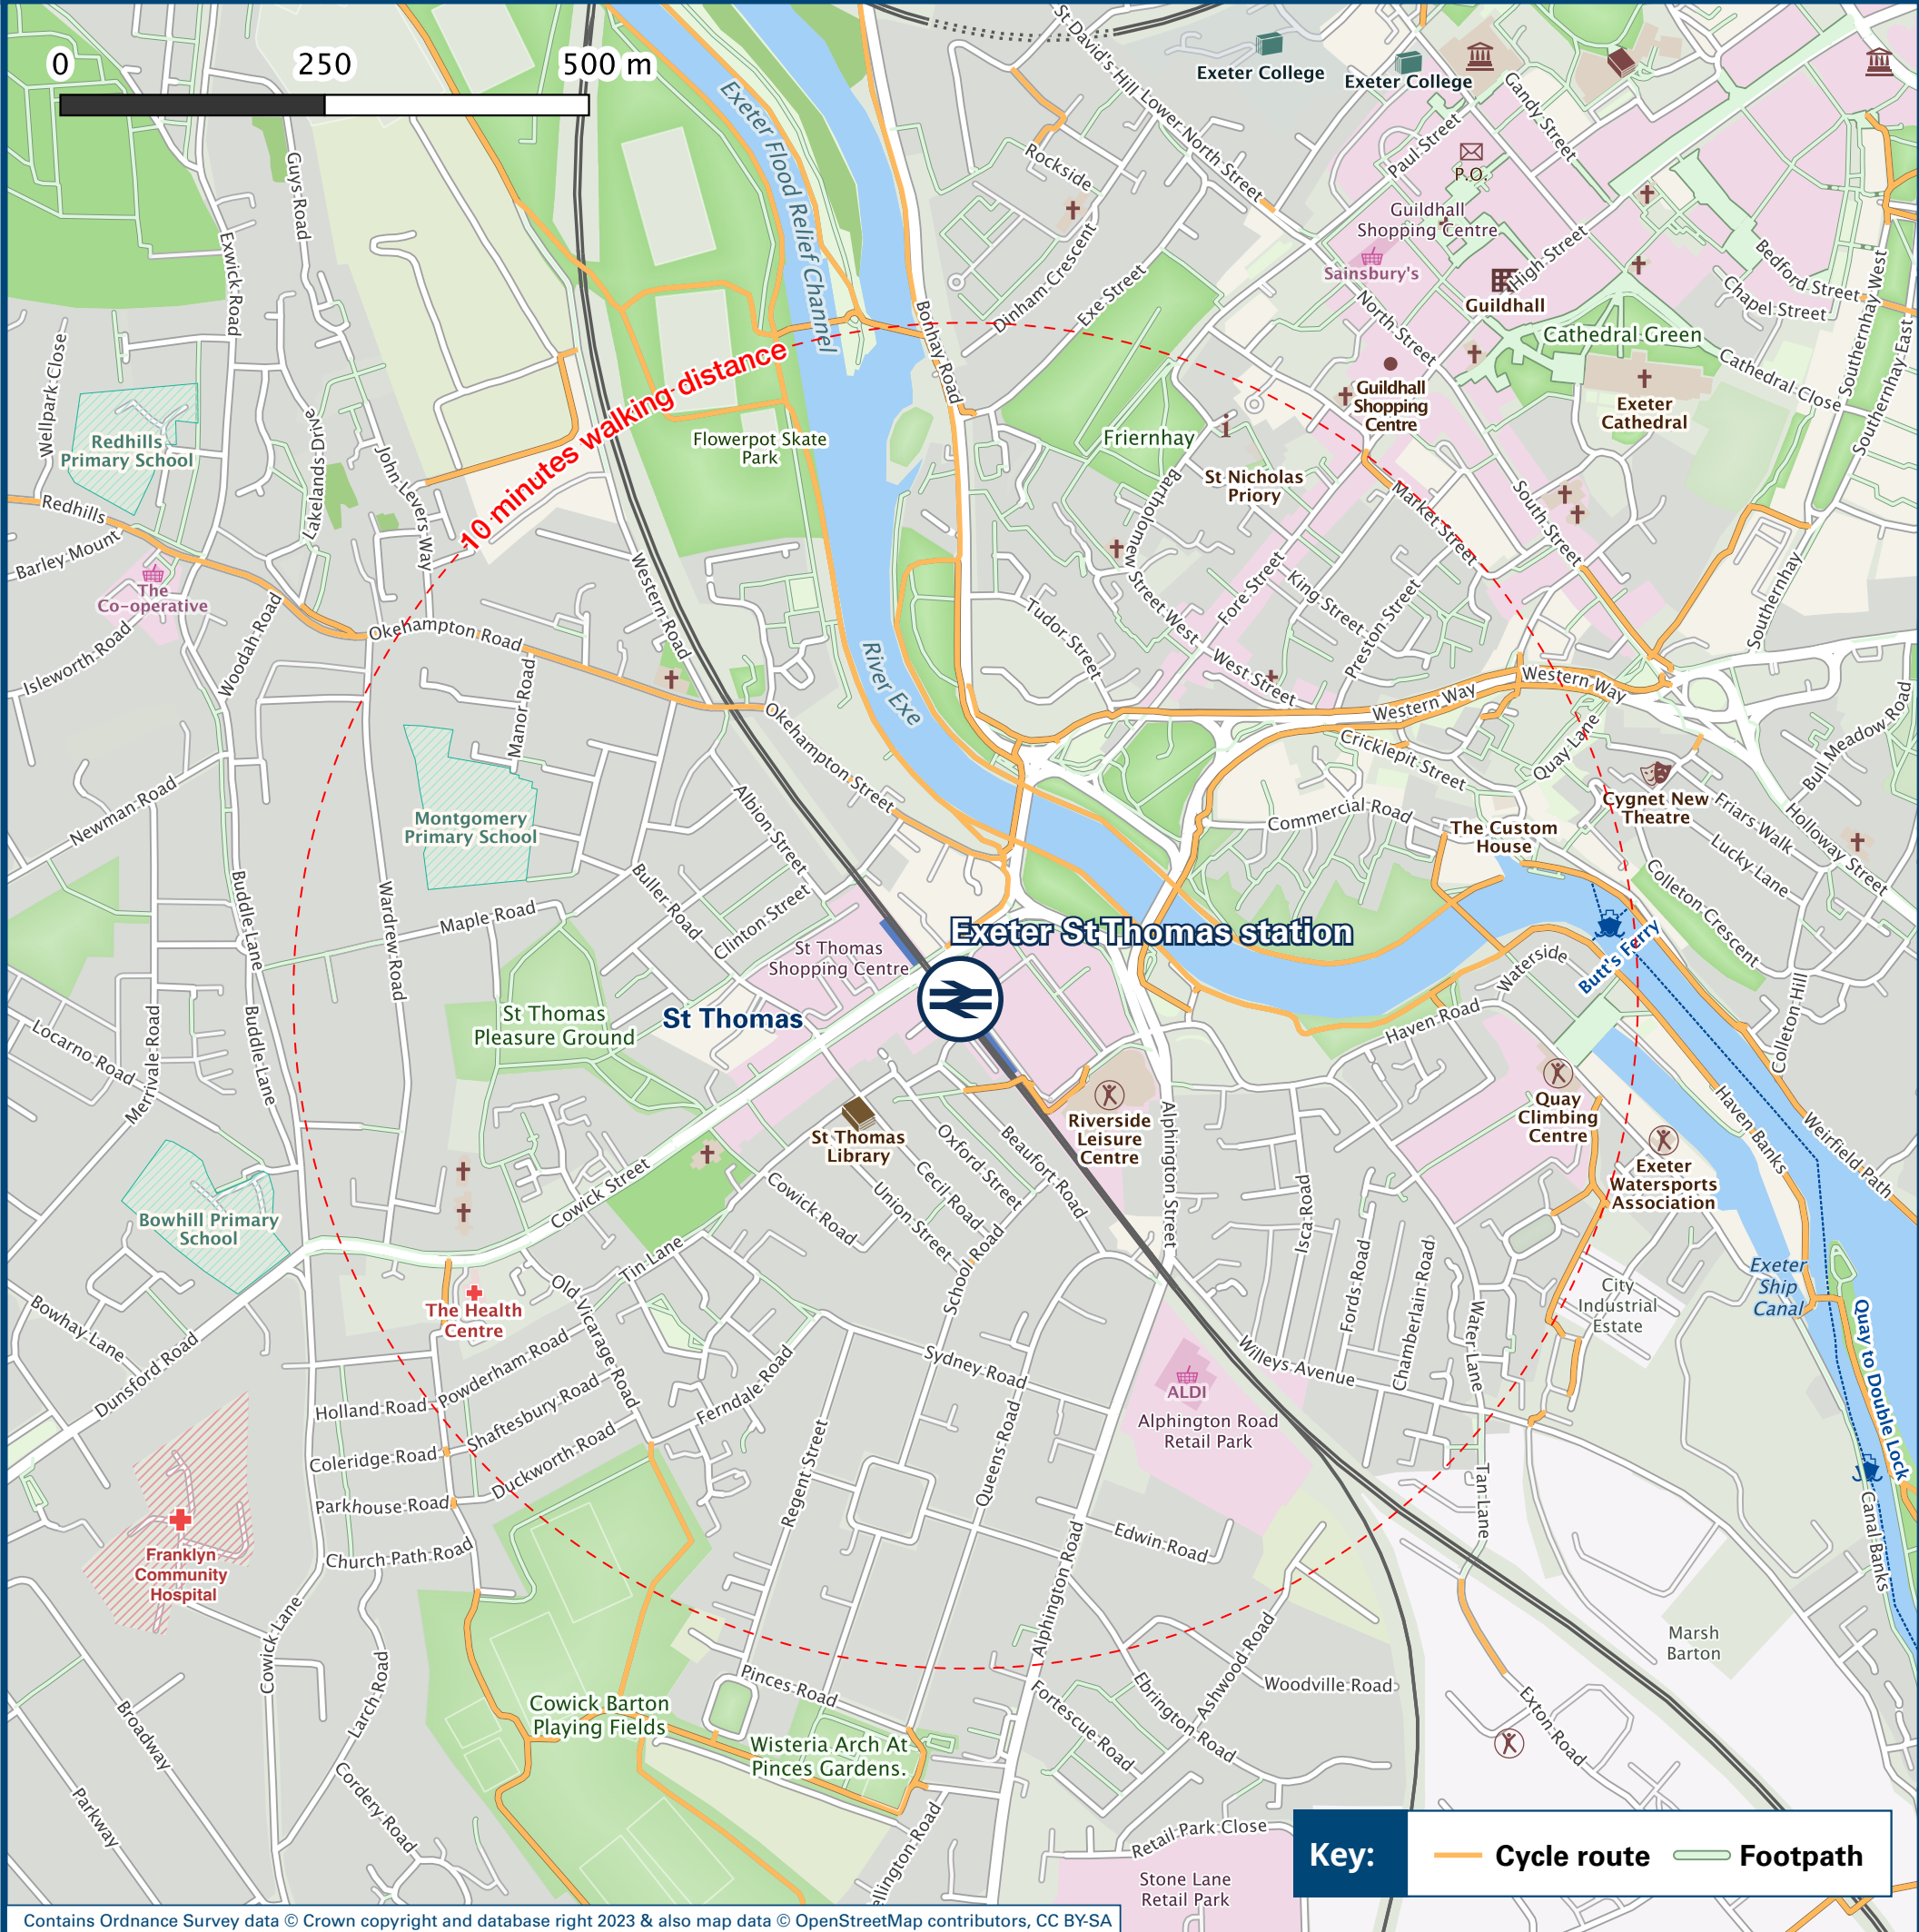 0 250 500 m
Exeter College
Exeter College
St David's Hill
Lower North Street
Gandy Street
Paul Street
P.O.
Guildhall
Shopping Centre
Sainsbury's
High Street
Guildhall
Bedford Street
Chapel Street
Southernhay West
Southernhay East
Cathedral Green
Cathedral Close
Exeter
Cathedral
North Street
Guildhall
Shopping
Centre
Rockside
Dinham Crescent
Exe Street
Bonhay Road
Exeter Flood Relief Channel
Guys Road
Exwick Road
Wellpark Close
Redhills
Primary School
Lakelands Drive
John Levers Way
10 minutes walking distance
Flowerpot Skate
Park
Friernhay
St Nicholas
Priory
Bartholomew Street West
Market Street
South Street
Redhills
Barley Mount
The
Co-operative
Isleworth Road
Woodah Road
Okehampton Road
Western Road
River Exe
Tudor Street
Fore Street
King Street
Preston Street
West Street
Southernhay
Western Way
Western Way
Manor Road
Okehampton Street
Cricklepit Street
Quay Lane
Bull Meadow Road
Newman Road
Montgomery
Primary School
Albion Street
Commercial Road
The Custom
House
Cygnet New
Theatre
Friars Walk
Lucky Lane
Holloway Street
Colleton Crescent
Buddle Lane
Wardrew Road
Maple Road
Buller Road
Clinton Street
St Thomas
Shopping Centre
Exeter St Thomas station
Butt's Ferry
Waterside
Haven Road
Colleton Hill
St Thomas
Pleasure Ground
St Thomas
Locarno Road
Merrivale Road
Buddle Lane
St Thomas
Library
Riverside
Leisure
Centre
Alphington Street
Quay
Climbing
Centre
Exeter
Watersports
Association
Haven Banks
Weirfield Path
Oxford Street
Beaufort Road
Cecil Road
Union Street
Cowick Road
Cowick Street
Isca Road
Bowhill Primary
School
Tin Lane
School Road
Fords Road
Chamberlain Road
Water Lane
City
Industrial
Estate
Exeter
Ship
Canal
Quay to Double Lock
The Health
Centre
Old Vicarage Road
Bowhay Lane
Dunsford Road
Powderham Road
Holland Road
Shaftesbury Road
Coleridge Road
Duckworth Road
Parkhouse Road
Ferndale Road
Sydney Road
ALDI
Alphington Road
Retail Park
Willeys Avenue
Regent Street
Queens Road
Tan Lane
Canal Banks
Franklyn
Community
Hospital
Church Path Road
Edwin Road
Alphington Road
Cowick Lane
Larch Road
Ashwood Road
Woodville Road
Marsh
Barton
Pinces Road
Fortescue Road
Ebrington Road
Exton Road
Cowick Barton
Playing Fields
Wisteria Arch At
Pinces Gardens.
Broadway
Parkway
Cordery Road
ellington Road
Retail Park Close
Stone Lane
Retail Park
Key: Cycle route Footpath
Contains Ordnance Survey data © Crown copyright and database right 2023 & also map data © OpenStreetMap contributors, CC BY-SA